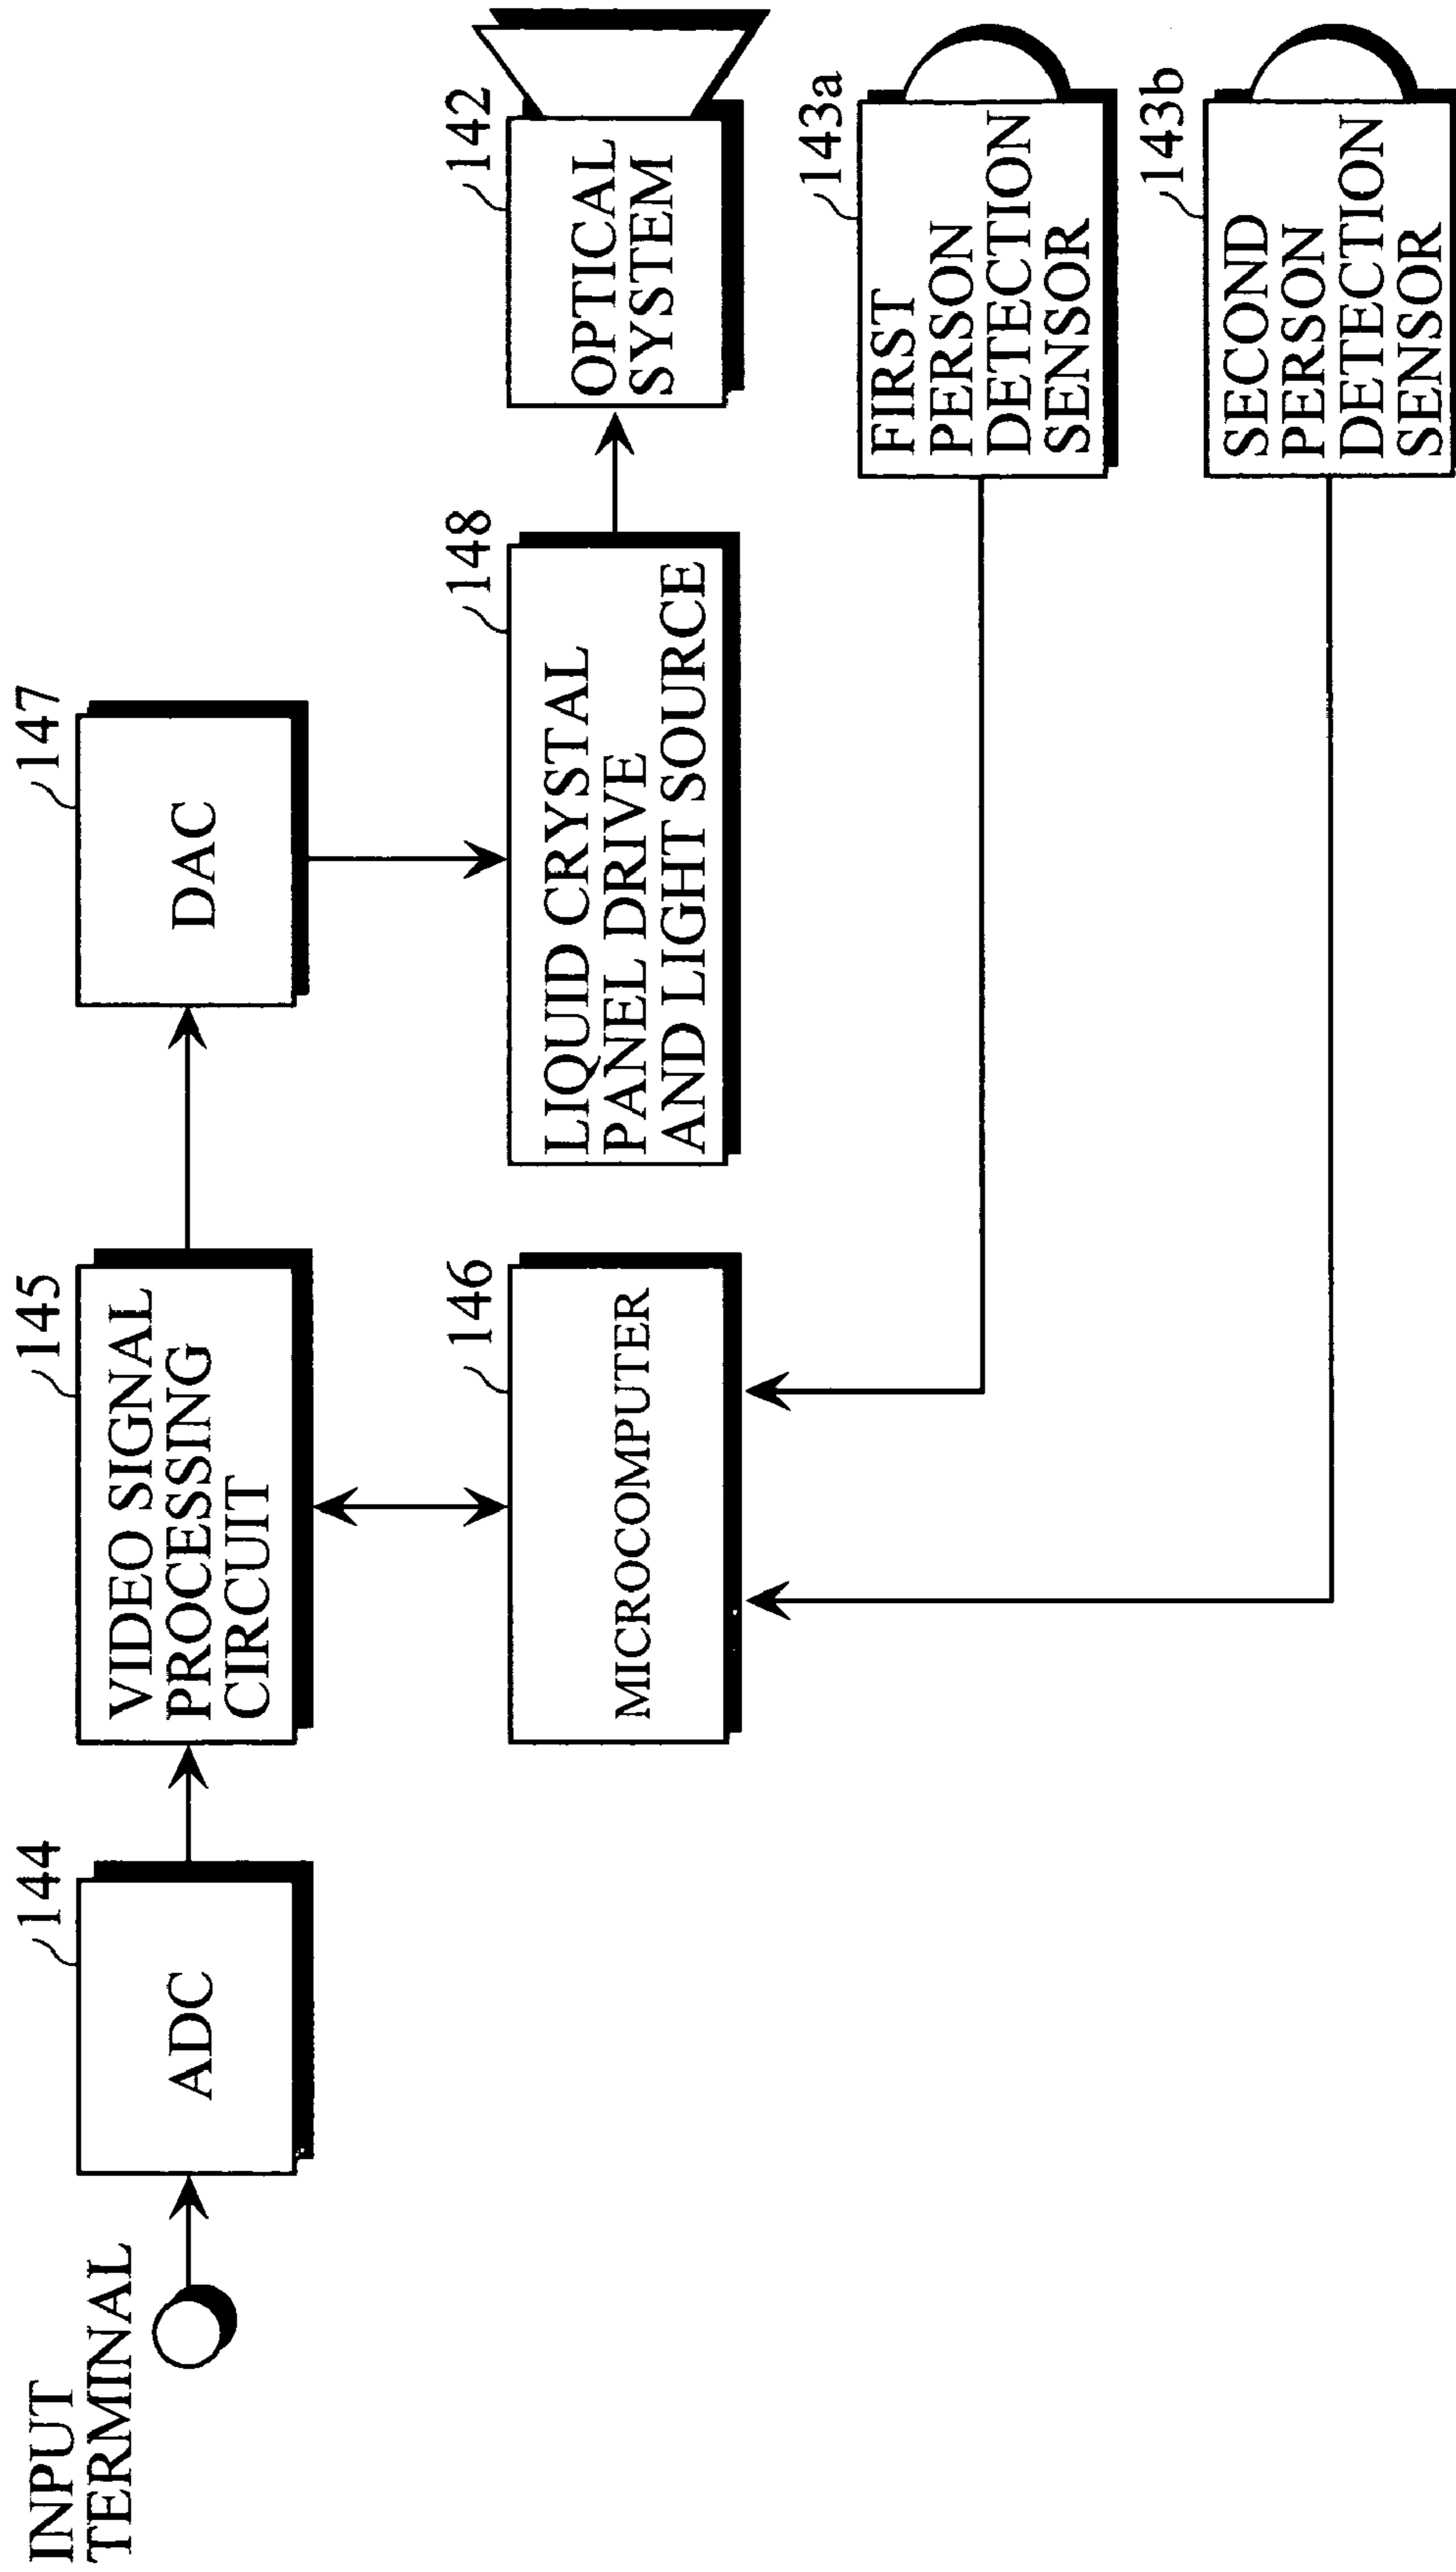 INPUT
TERMINAL
144
ADC
145
VIDEO SIGNAL
PROCESSING
CIRCUIT
147
DAC
146
MICROCOMPUTER
148
LIQUID CRYSTAL
PANEL DRIVE
AND LIGHT SOURCE
142
OPTICAL
SYSTEM
143a
FIRST
PERSON
DETECTION
SENSOR
143b
SECOND
PERSON
DETECTION
SENSOR